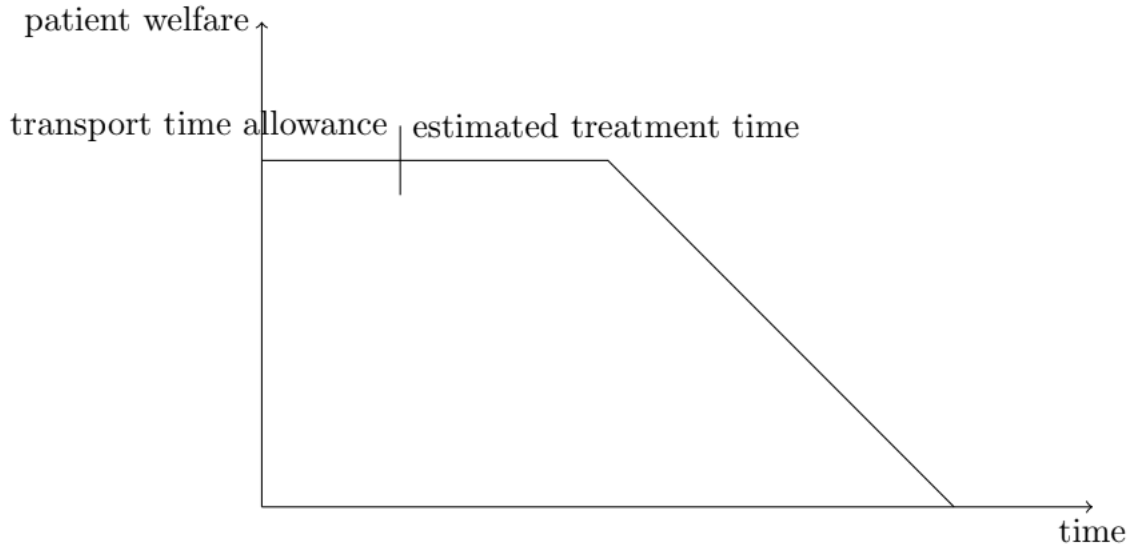 patient welfare
transport time allowance
estimated treatment time
time